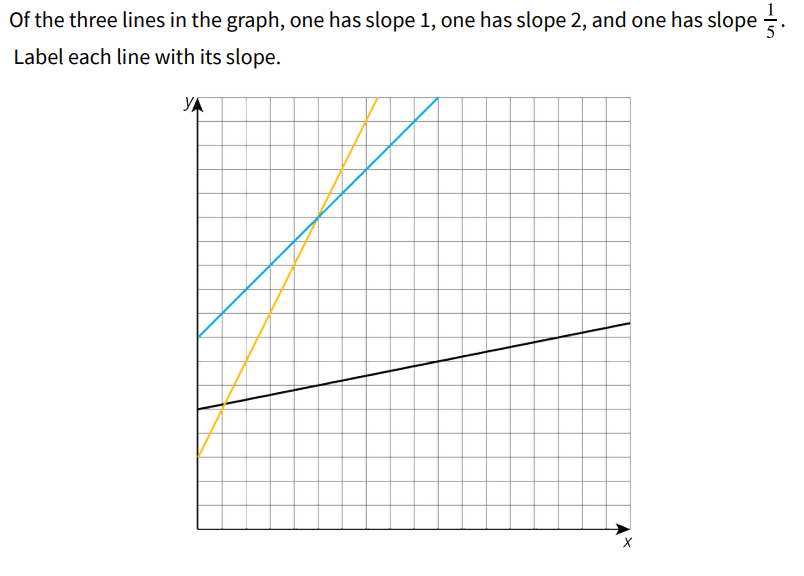 Of the three lines in the graph, one has slope 1, one has slope 2, and one has slope 1/5.
Label each line with its slope.
y
x